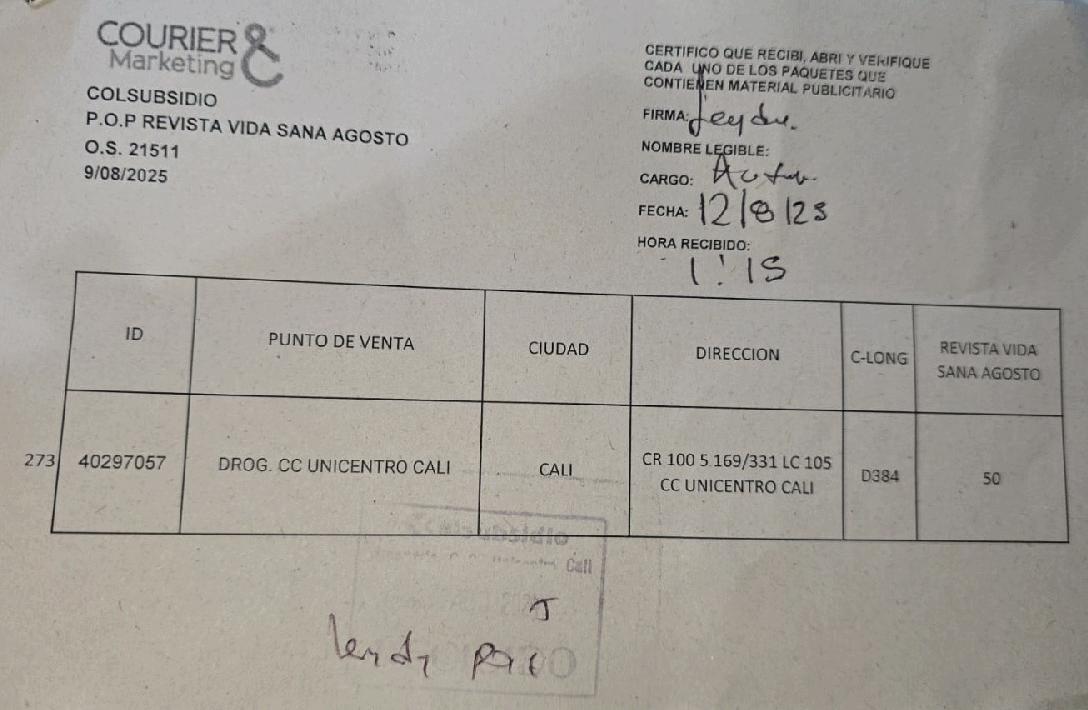 COURIER &
Marketing
COLSUBSIDIO
P.O.P REVISTA VIDA SANA AGOSTO
O.S. 21511
9/08/2025
CERTIFICO QUE RECIBI, ABRI Y VERIFIQUE
CADA UNO DE LOS PAQUETES QUE
CONTIENEN MATERIAL PUBLICITARIO
FIRMA:
NOMBRE LEGIBLE:
CARGO:
FECHA: 12/8/25
HORA RECIBIDO:
1:15
ID PUNTO DE VENTA CIUDAD DIRECCION C-LONG REVISTA VIDA SANA AGOSTO
273 40297057 DROG. CC UNICENTRO CALI CALI CR 100 5 169/331 LC 105 CC UNICENTRO CALI D384 50
Cali